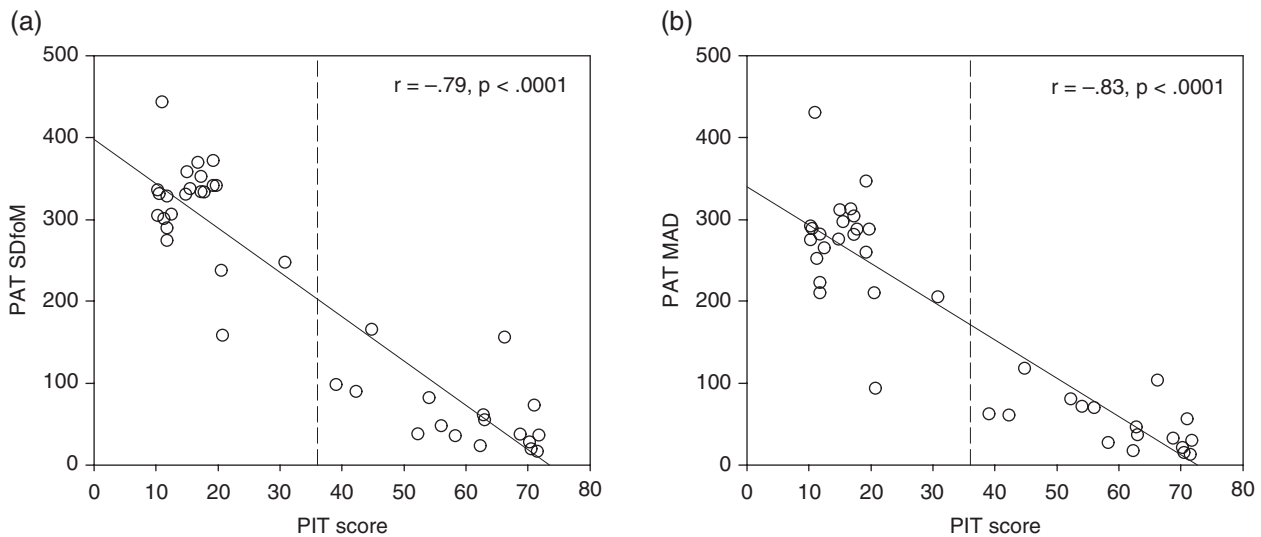 (a)
500
400
300
200
100
0
PAT SDfoM
r = –.79, p < .0001
0 10 20 30 40 50 60 70 80
PIT score
(b)
500
400
300
200
100
0
PAT MAD
r = –.83, p < .0001
0 10 20 30 40 50 60 70 80
PIT score